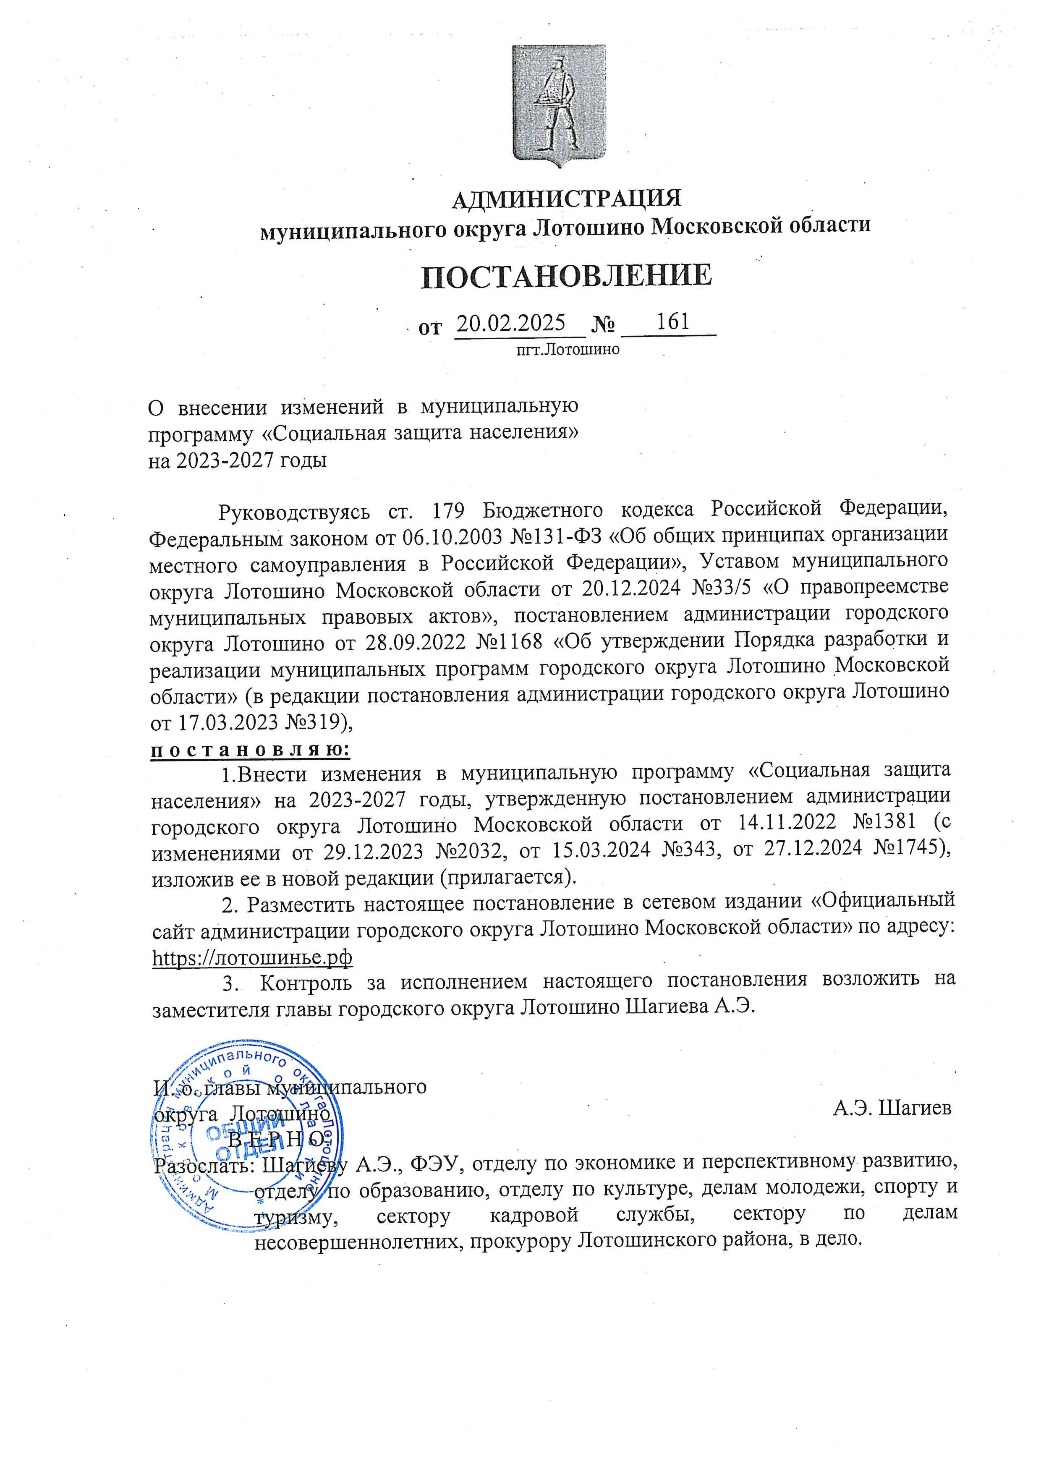 АДМИНИСТРАЦИЯ
муниципального округа Лотошино Московской области
ПОСТАНОВЛЕНИЕ
от 20.02.2025 № 161
пгт.Лотошино
О внесении изменений в муниципальную
программу «Социальная защита населения»
на 2023-2027 годы
Руководствуясь ст. 179 Бюджетного кодекса Российской Федерации,
Федеральным законом от 06.10.2003 №131-ФЗ «Об общих принципах организации
местного самоуправления в Российской Федерации», Уставом муниципального
округа Лотошино Московской области от 20.12.2024 №33/5 «О правопреемстве
муниципальных правовых актов», постановлением администрации городского
округа Лотошино от 28.09.2022 №1168 «Об утверждении Порядка разработки и
реализации муниципальных программ городского округа Лотошино Московской
области» (в редакции постановления администрации городского округа Лотошино
от 17.03.2023 №319),
п о с т а н о в л я ю:
1.Внести изменения в муниципальную программу «Социальная защита
населения» на 2023-2027 годы, утвержденную постановлением администрации
городского округа Лотошино Московской области от 14.11.2022 №1381 (с
изменениями от 29.12.2023 №2032, от 15.03.2024 №343, от 27.12.2024 №1745),
изложив ее в новой редакции (прилагается).
2. Разместить настоящее постановление в сетевом издании «Официальный
сайт администрации городского округа Лотошино Московской области» по адресу:
https://лотошинье.рф
3. Контроль за исполнением настоящего постановления возложить на
заместителя главы городского округа Лотошино Шагиева А.Э.
И. о. главы муниципального
округа Лотошино
А.Э. Шагиев
В Е Р Н О:
Разослать: Шагиеву А.Э., ФЭУ, отделу по экономике и перспективному развитию,
отделу по образованию, отделу по культуре, делам молодежи, спорту и
туризму, сектору кадровой службы, сектору по делам
несовершеннолетних, прокурору Лотошинского района, в дело.
Администрация муниципального округа Лотошино
Московской области
ОБЩИЙ
ОТДЕЛ